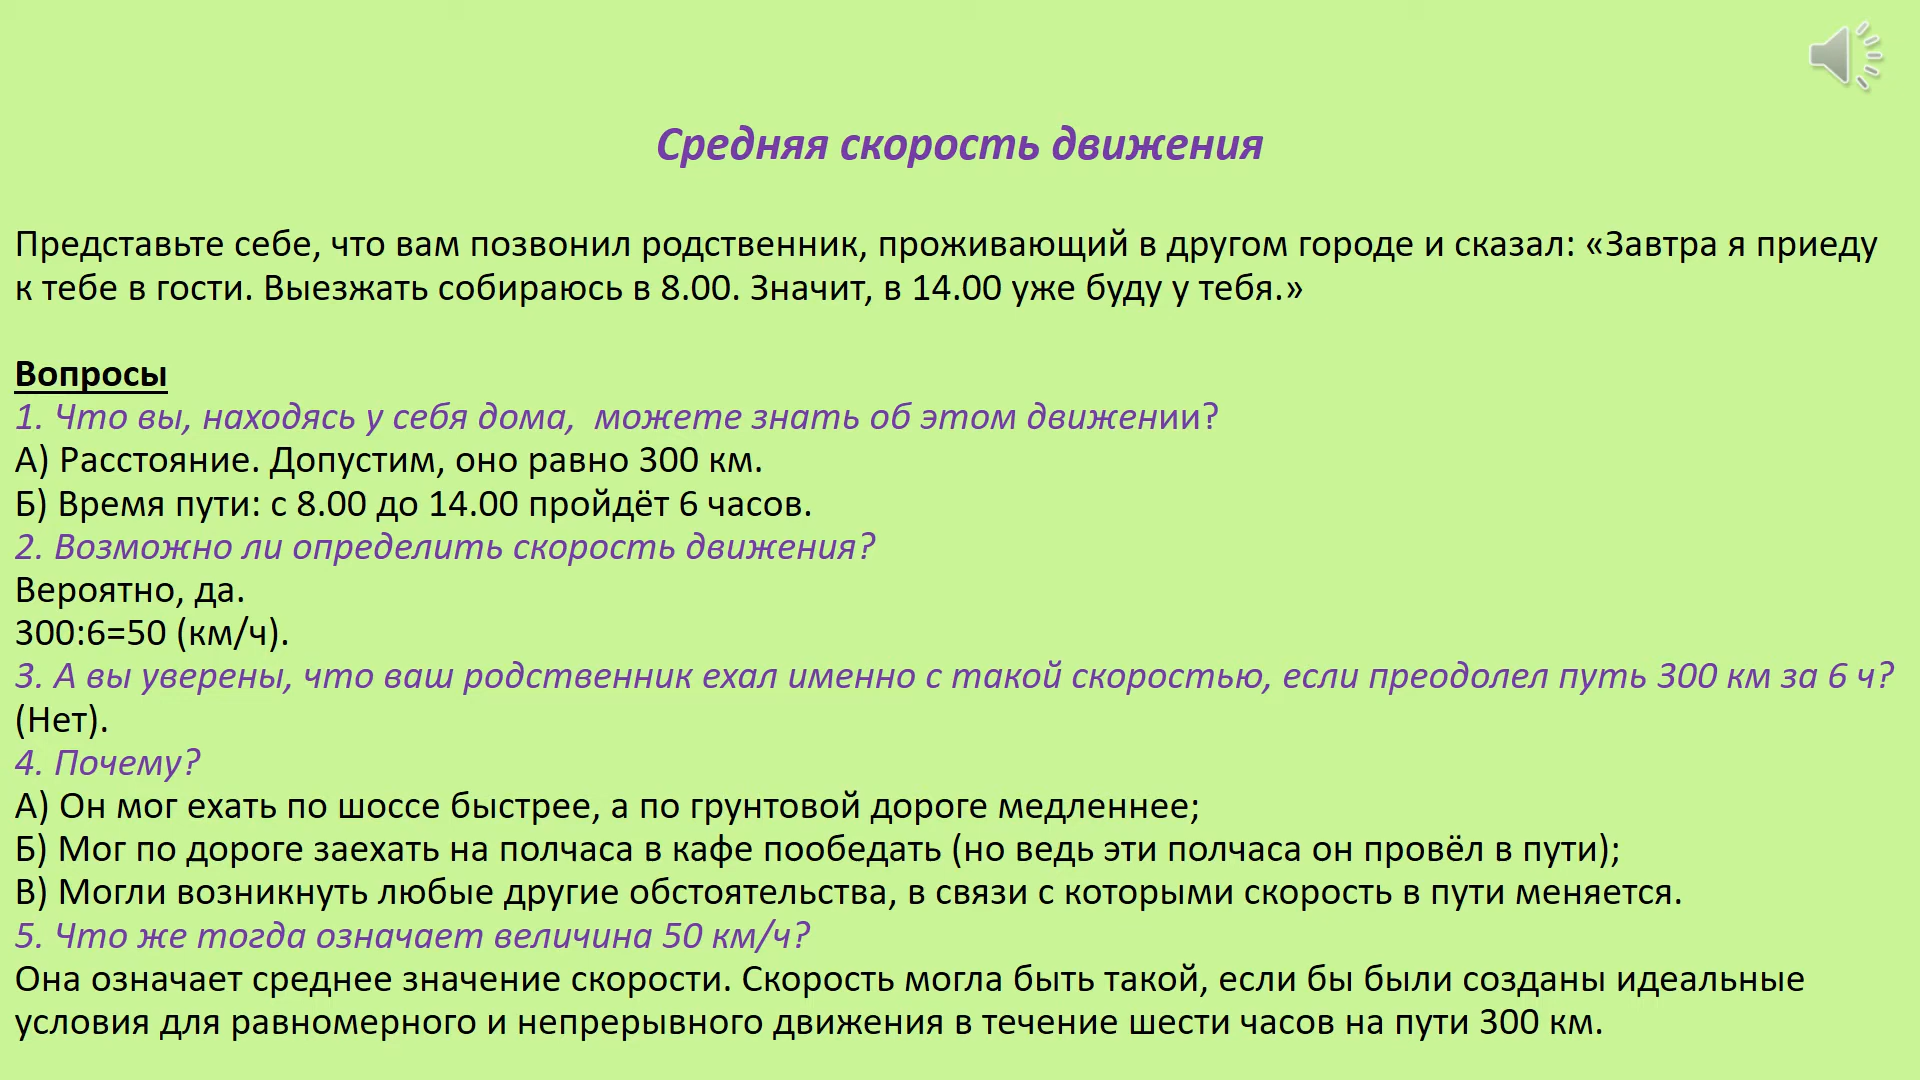 Средняя скорость движения
Представьте себе, что вам позвонил родственник, проживающий в другом городе и сказал: «Завтра я приеду
к тебе в гости. Выезжать собираюсь в 8.00. Значит, в 14.00 уже буду у тебя.»
Вопросы
1. Что вы, находясь у себя дома,  можете знать об этом движении?
А) Расстояние. Допустим, оно равно 300 км.
Б) Время пути: с 8.00 до 14.00 пройдёт 6 часов.
2. Возможно ли определить скорость движения?
Вероятно, да.
300:6=50 (км/ч).
3. А вы уверены, что ваш родственник ехал именно с такой скоростью, если преодолел путь 300 км за 6 ч?
(Нет).
4. Почему?
А) Он мог ехать по шоссе быстрее, а по грунтовой дороге медленнее;
Б) Мог по дороге заехать на полчаса в кафе пообедать (но ведь эти полчаса он провёл в пути);
В) Могли возникнуть любые другие обстоятельства, в связи с которыми скорость в пути меняется.
5. Что же тогда означает величина 50 км/ч?
Она означает среднее значение скорости. Скорость могла быть такой, если бы были созданы идеальные
условия для равномерного и непрерывного движения в течение шести часов на пути 300 км.